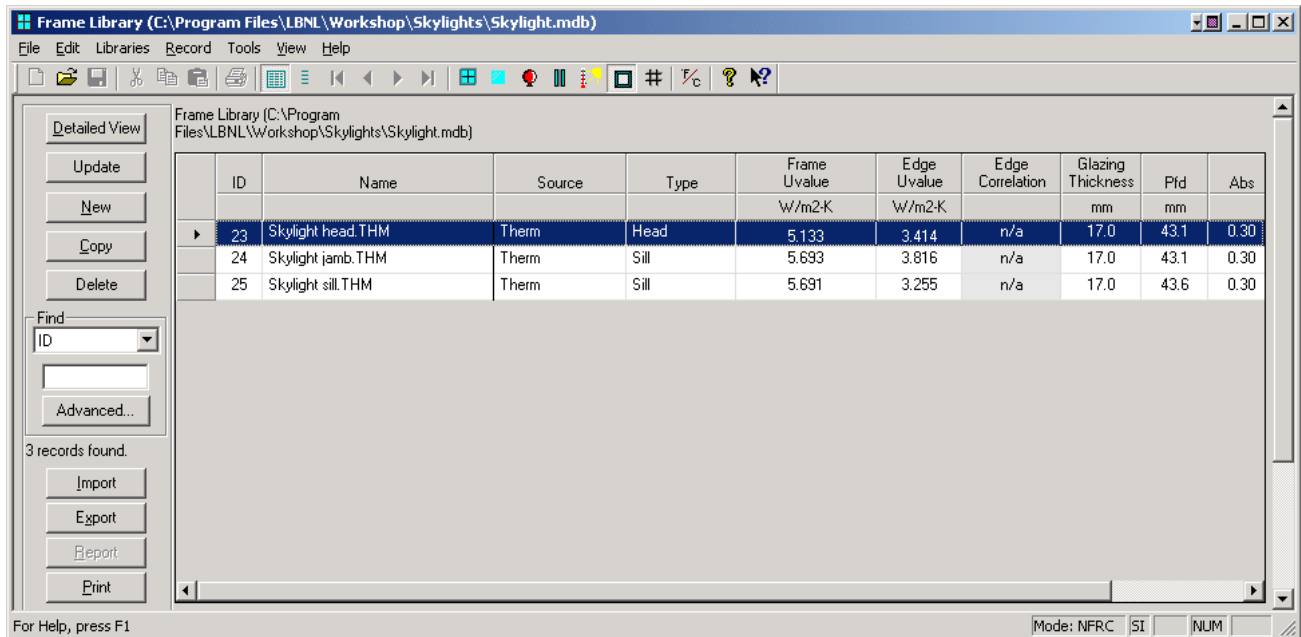 Frame Library (C:\Program Files\LBNL\Workshop\Skylights\Skylight.mdb)
File Edit Libraries Record Tools View Help
Detailed View
Update
New
Copy
Delete
Find
ID
Advanced...
3 records found.
Import
Export
Report
Print
Frame Library (C:\Program
Files\LBNL\Workshop\Skylights\Skylight.mdb)
ID Name Source Type Frame Uvalue Edge Uvalue Edge Correlation Glazing Thickness Pfd Abs
W/m2-K W/m2-K mm mm
23 Skylight head.THM Therm Head 5.133 3.414 n/a 17.0 43.1 0.30
24 Skylight jamb.THM Therm Sill 5.693 3.816 n/a 17.0 43.1 0.30
25 Skylight sill.THM Therm Sill 5.691 3.255 n/a 17.0 43.6 0.30
For Help, press F1 Mode: NFRC SI NUM